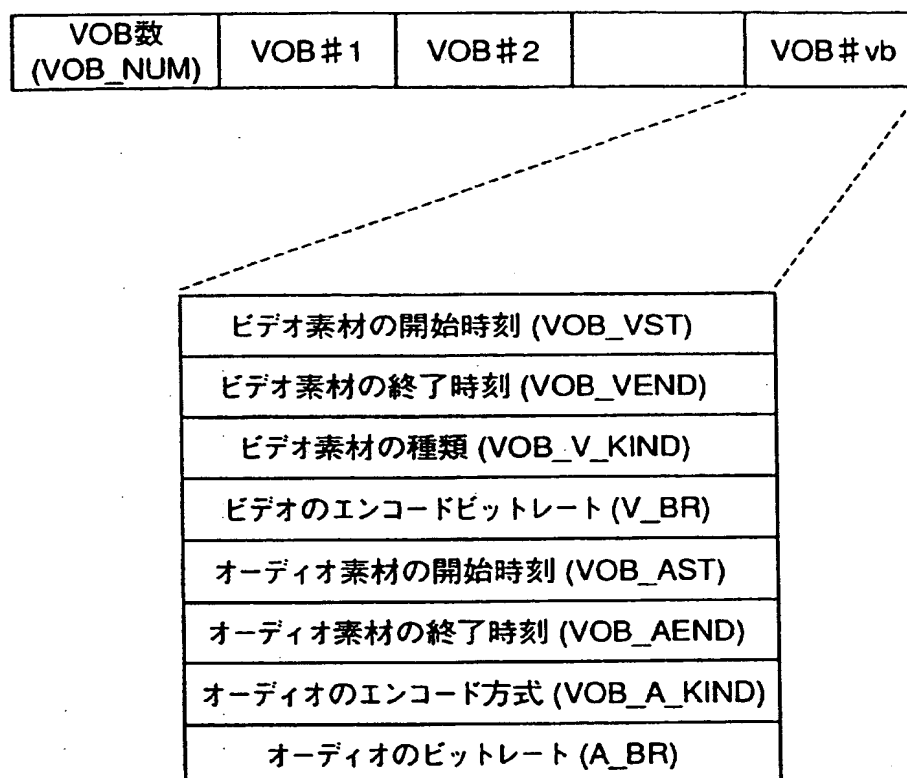 VOB数
(VOB_NUM)
VOB#1
VOB#2
VOB#vb
ビデオ素材の開始時刻 (VOB_VST)
ビデオ素材の終了時刻 (VOB_VEND)
ビデオ素材の種類 (VOB_V_KIND)
ビデオのエンコードビットレート (V_BR)
オーディオ素材の開始時刻 (VOB_AST)
オーディオ素材の終了時刻 (VOB_AEND)
オーディオのエンコード方式 (VOB_A_KIND)
オーディオのビットレート (A_BR)